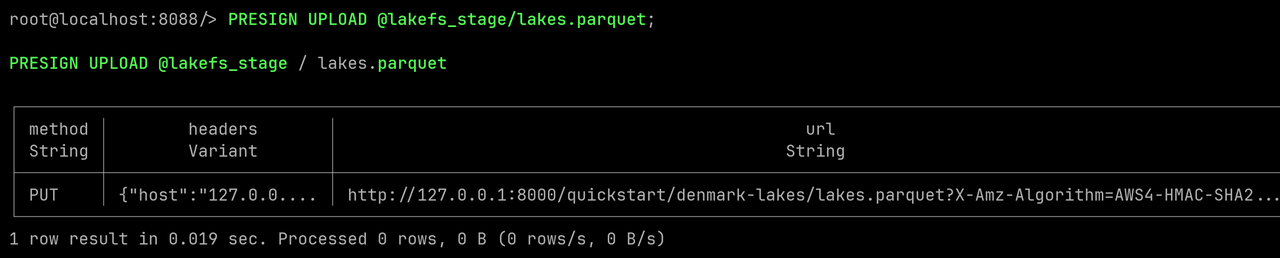 root@localhost:8088/> PRESIGN UPLOAD @lakefs_stage/lakes.parquet;
PRESIGN UPLOAD @lakefs_stage / lakes.parquet
method headers url
String Variant String
PUT {"host":"127.0.0.... http://127.0.0.1:8000/quickstart/denmark-lakes/lakes.parquet?X-Amz-Algorithm=AWS4-HMAC-SHA2...
1 row result in 0.019 sec. Processed 0 rows, 0 B (0 rows/s, 0 B/s)